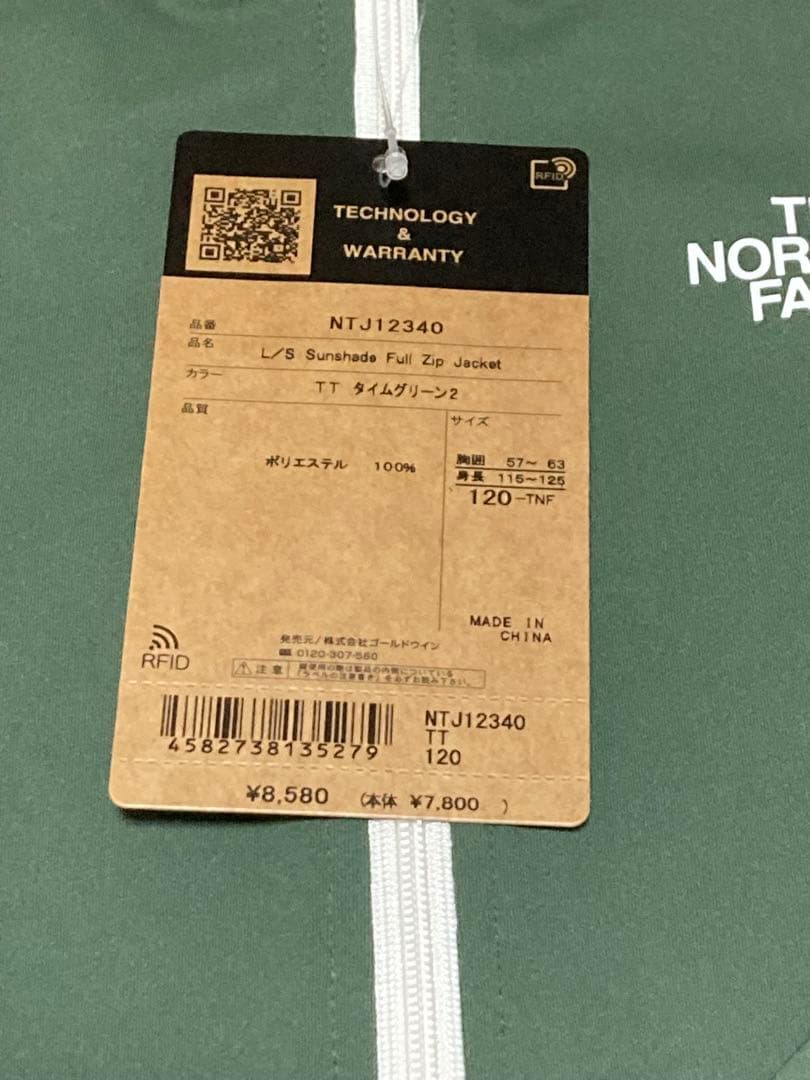 RFID
TECHNOLOGY
&
WARRANTY
品番 NTJ12340
品名 L/S Sunshade Full Zip Jacket
カラー TT タイムグリーン2
品質
ポリエステル 100%
サイズ
胸囲 57~ 63
身長 115~125
120-TNF
MADE IN
CHINA
発売元/株式会社ゴールドウイン
0120-307-560
RFID
注意
4582738135279
NTJ12340
TT
120
¥8,580 (本体 ¥7,800 )
NOR
FA